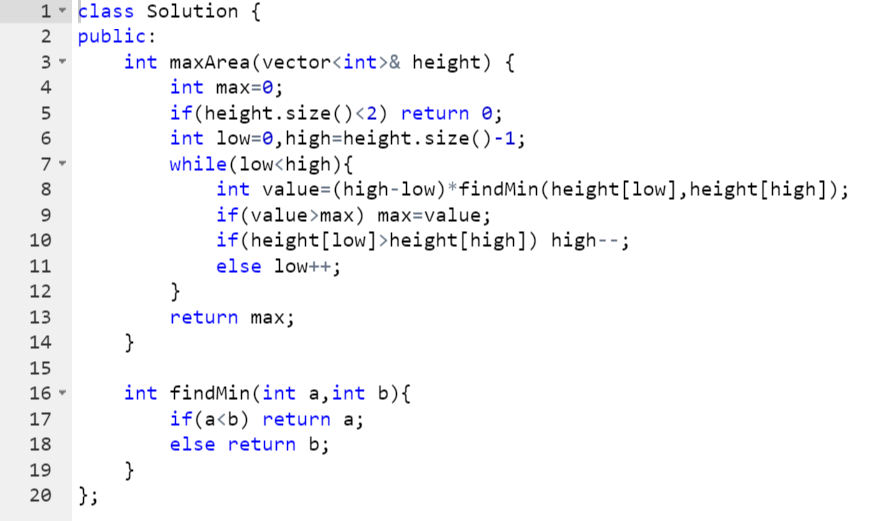 1 class Solution {
2 public:
3     int maxArea(vector<int>& height) {
4         int max=0;
5         if(height.size()<2) return 0;
6         int low=0,high=height.size()-1;
7         while(low<high){
8             int value=(high-low)*findMin(height[low],height[high]);
9             if(value>max) max=value;
10             if(height[low]>height[high]) high--;
11             else low++;
12         }
13         return max;
14     }
15
16     int findMin(int a,int b){
17         if(a<b) return a;
18         else return b;
19     }
20 };